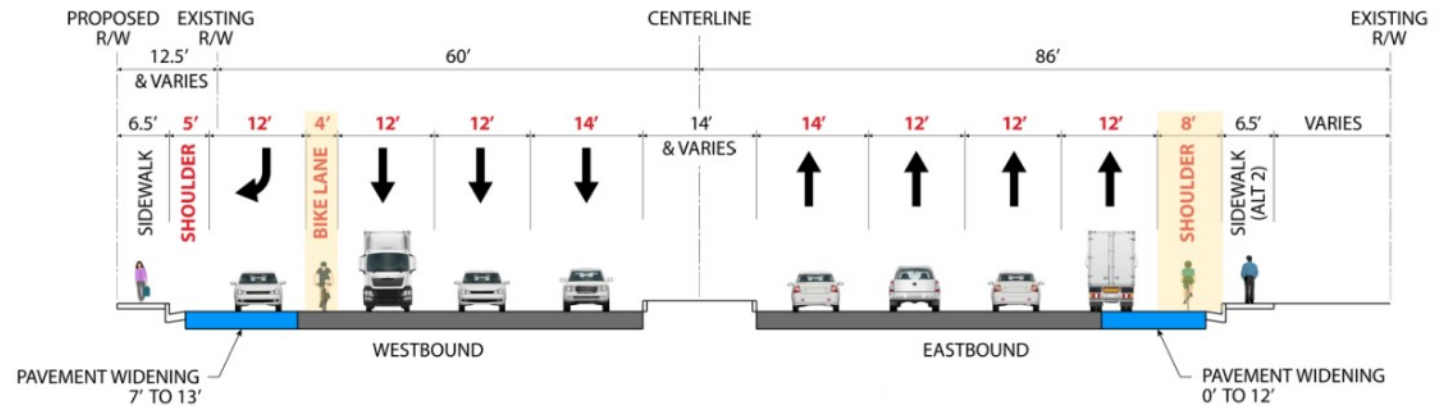 PROPOSED
R/W
EXISTING
R/W
CENTERLINE
EXISTING
R/W
12.5'
& VARIES
60'
86'
6.5'
5'
12'
4'
12'
12'
14'
14'
& VARIES
14'
12'
12'
12'
8'
6.5'
VARIES
SIDEWALK
SHOULDER
BIKE LANE
SHOULDER
SIDEWALK
(ALT 2)
WESTBOUND
EASTBOUND
PAVEMENT WIDENING
7' TO 13'
PAVEMENT WIDENING
0' TO 12'